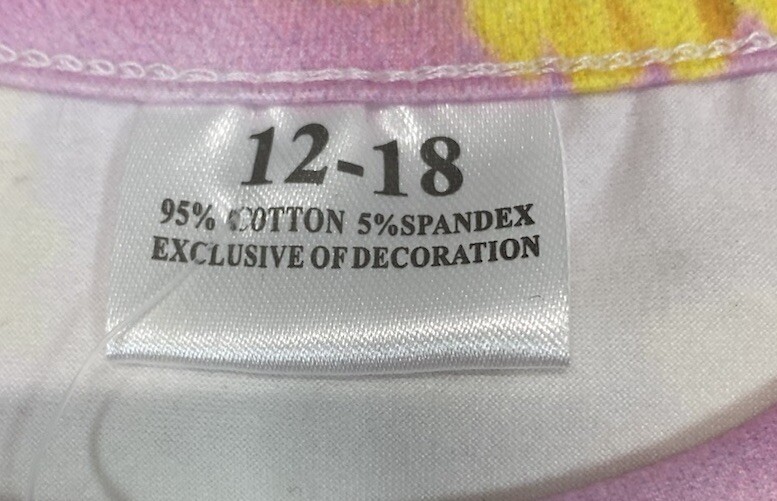 12-18
95% COTTON 5%SPANDEX
EXCLUSIVE OF DECORATION